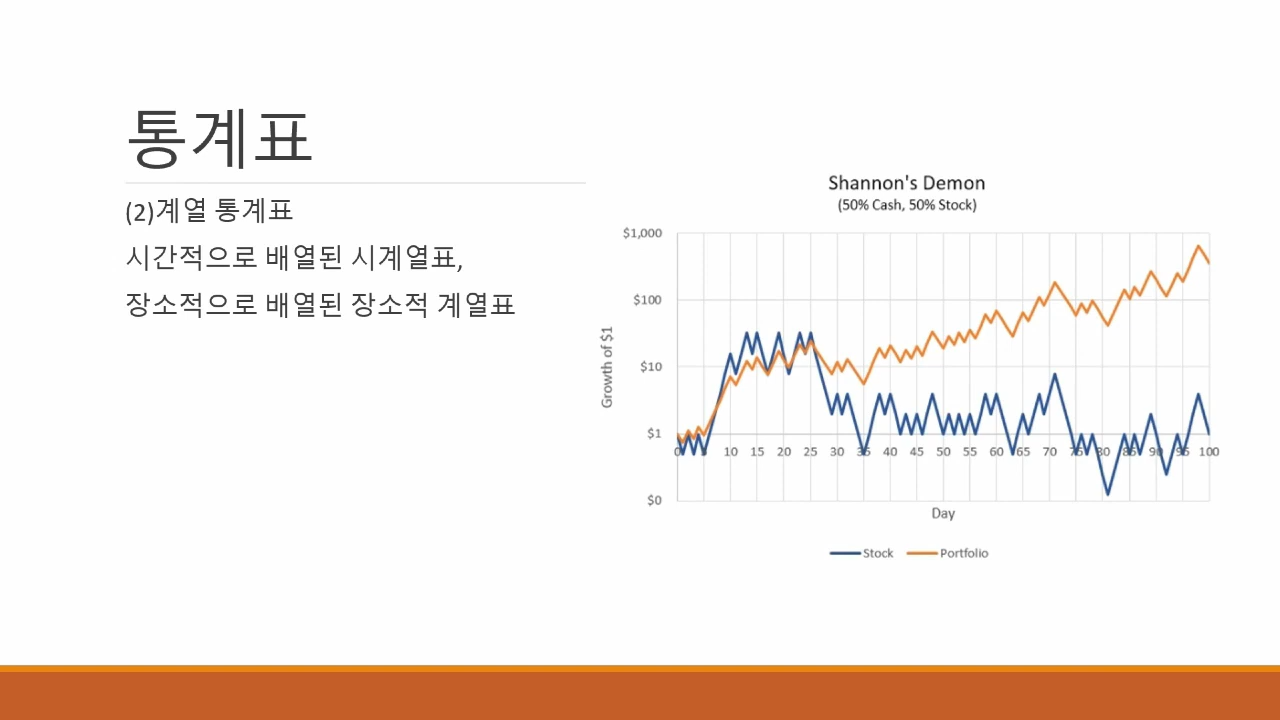 통계표
(2)계열 통계표
시간적으로 배열된 시계열표,
장소적으로 배열된 장소적 계열표
Shannon's Demon
(50% Cash, 50% Stock)
$1,000
$100
$10
$1
$0
Growth of $1
0 5 10 15 20 25 30 35 40 45 50 55 60 65 70 75 80 85 90 95 100
Day
Stock Portfolio